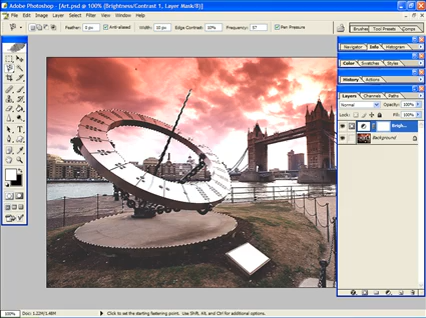 Adobe Photoshop - [Art.psd @ 100% (Brightness/Contrast 1, Layer Mask/8)]
File Edit Image Layer Select Filter View Window Help
Feather: 0 px Anti-aliased Width: 10 px Edge Contrast: 10% Frequency: 57 Pen Pressure
Brushes Tool Presets Comps
Navigator Info Histogram
Color Swatches Styles
History Actions
Layers Channels Paths
Normal Opacity: 100%
Lock: Fill: 100%
Brigh...
Background
100% Doc: 1.22M/1.48M Click to set the starting fastening point. Use Shift, Alt, and Ctrl for additional options.